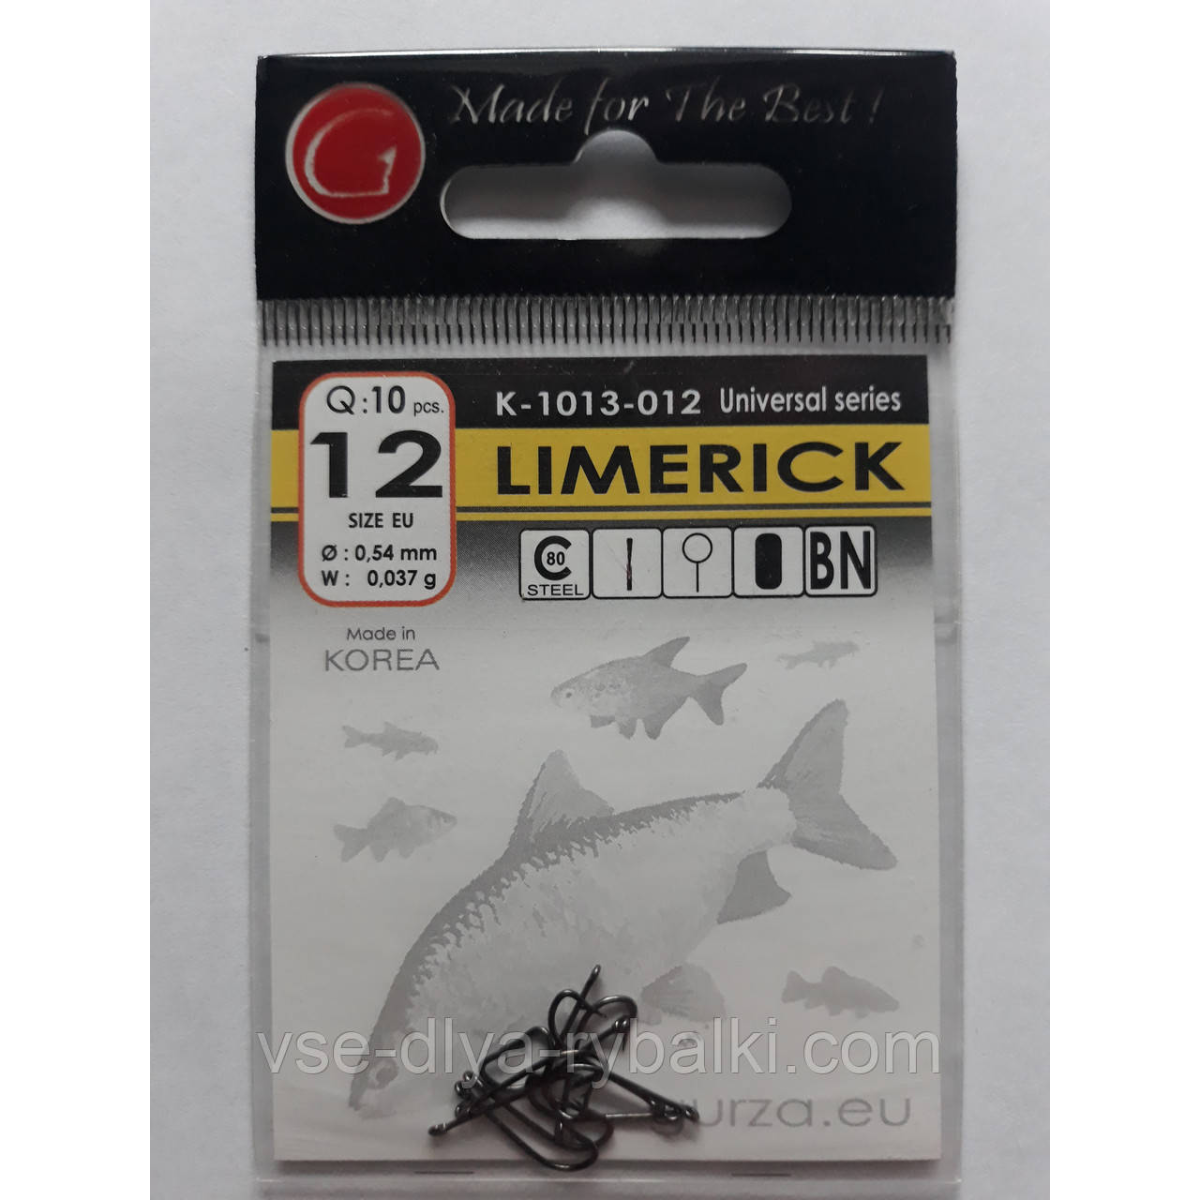 Made for The Best !
Q:10 pcs.
12
SIZE EU
Ø : 0,54 mm
W : 0,037 g
K-1013-012 Universal series
LIMERICK
C 80 STEEL
BN
Made in
KOREA
vse-dlya-rybalki.com
gurza.eu